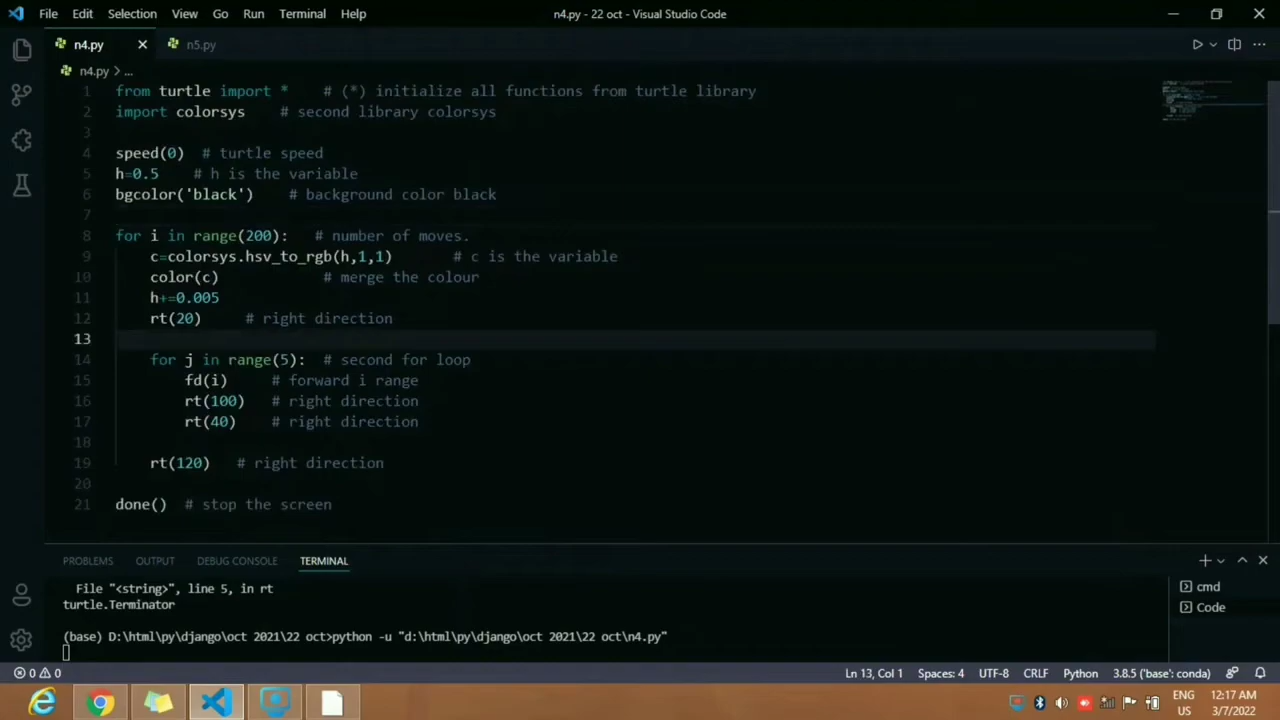 File Edit Selection View Go Run Terminal Help n4.py - 22 oct - Visual Studio Code
n4.py n5.py
n4.py > ...
1 from turtle import * # (*) initialize all functions from turtle library
2 import colorsys # second library colorsys
3
4 speed(0) # turtle speed
5 h=0.5 # h is the variable
6 bgcolor('black') # background color black
7
8 for i in range(200): # number of moves.
9 c=colorsys.hsv_to_rgb(h,1,1) # c is the variable
10 color(c) # merge the colour
11 h+=0.005
12 rt(20) # right direction
13
14 for j in range(5): # second for loop
15 fd(i) # forward i range
16 rt(100) # right direction
17 rt(40) # right direction
18
19 rt(120) # right direction
20
21 done() # stop the screen
PROBLEMS OUTPUT DEBUG CONSOLE TERMINAL
File "<string>", line 5, in rt
turtle.Terminator
(base) D:\html\py\django\oct 2021\22 oct>python -u "d:\html\py\django\oct 2021\22 oct\n4.py"
cmd
Code
0 0 Ln 13, Col 1 Spaces: 4 UTF-8 CRLF Python 3.8.5 ('base': conda)
ENG 12:17 AM
US 3/7/2022